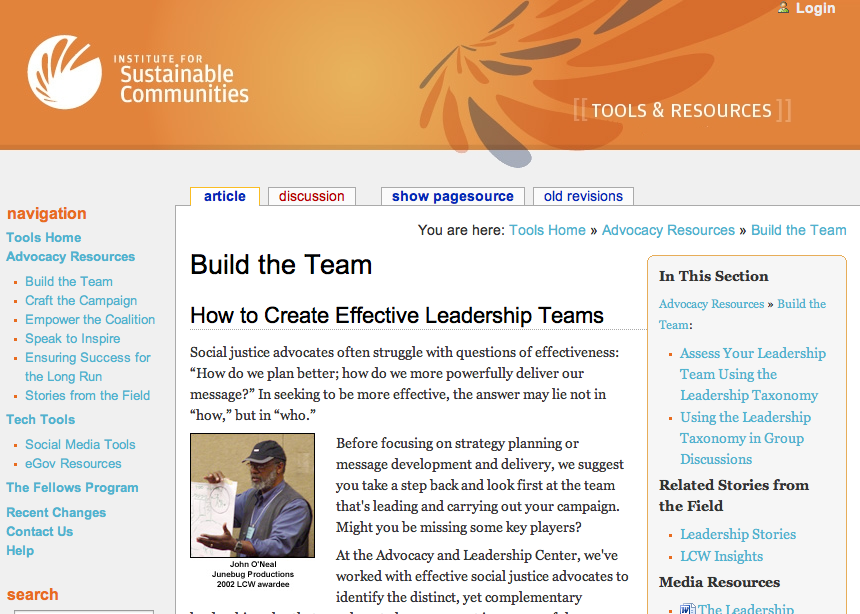 Login
INSTITUTE FOR
Sustainable
Communities
[[ TOOLS & RESOURCES ]]
article
discussion
show pagesource
old revisions
navigation
Tools Home
Advocacy Resources
Build the Team
Craft the Campaign
Empower the Coalition
Speak to Inspire
Ensuring Success for
the Long Run
Stories from the Field
Tech Tools
Social Media Tools
eGov Resources
The Fellows Program
Recent Changes
Contact Us
Help
search
You are here: Tools Home » Advocacy Resources » Build the Team
Build the Team
How to Create Effective Leadership Teams
Social justice advocates often struggle with questions of effectiveness:
“How do we plan better; how do we more powerfully deliver our
message?” In seeking to be more effective, the answer may lie not in
“how,” but in “who.”
John O'Neal
Junebug Productions
2002 LCW awardee
Before focusing on strategy planning or
message development and delivery, we suggest
you take a step back and look first at the team
that's leading and carrying out your campaign.
Might you be missing some key players?
At the Advocacy and Leadership Center, we've
worked with effective social justice advocates to
identify the distinct, yet complementary
In This Section
Advocacy Resources » Build the
Team:
Assess Your Leadership
Team Using the
Leadership Taxonomy
Using the Leadership
Taxonomy in Group
Discussions
Related Stories from
the Field
Leadership Stories
LCW Insights
Media Resources
The Leadership